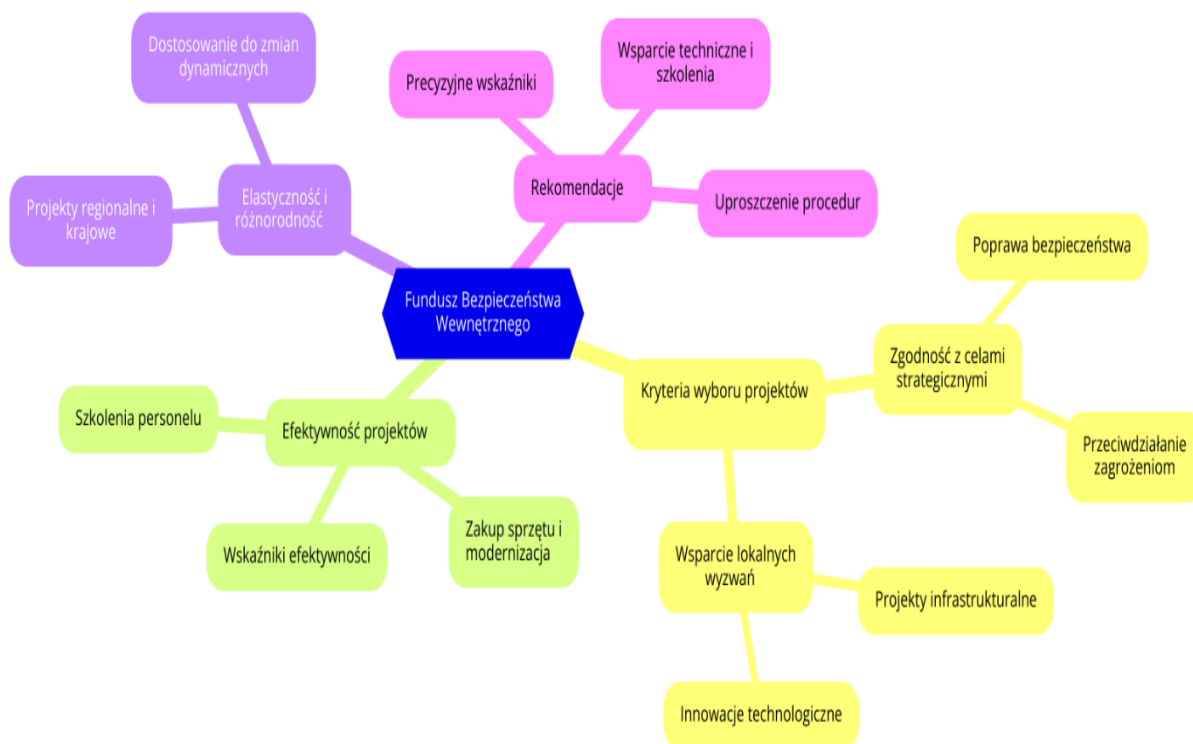 Dostosowanie do zmian
dynamicznych
Projekty regionalne i
krajowe
Elastyczność i
różnorodność
Precyzyjne wskaźniki
Wsparcie techniczne i
szkolenia
Rekomendacje
Uproszczenie procedur
Fundusz Bezpieczeństwa
Wewnętrznego
Poprawa bezpieczeństwa
Zgodność z celami
strategicznymi
Kryteria wyboru projektów
Przeciwdziałanie
zagrożeniom
Szkolenia personelu
Efektywność projektów
Wskaźniki efektywności
Zakup sprzętu i
modernizacja
Wsparcie lokalnych
wyzwań
Projekty infrastrukturalne
Innowacje technologiczne